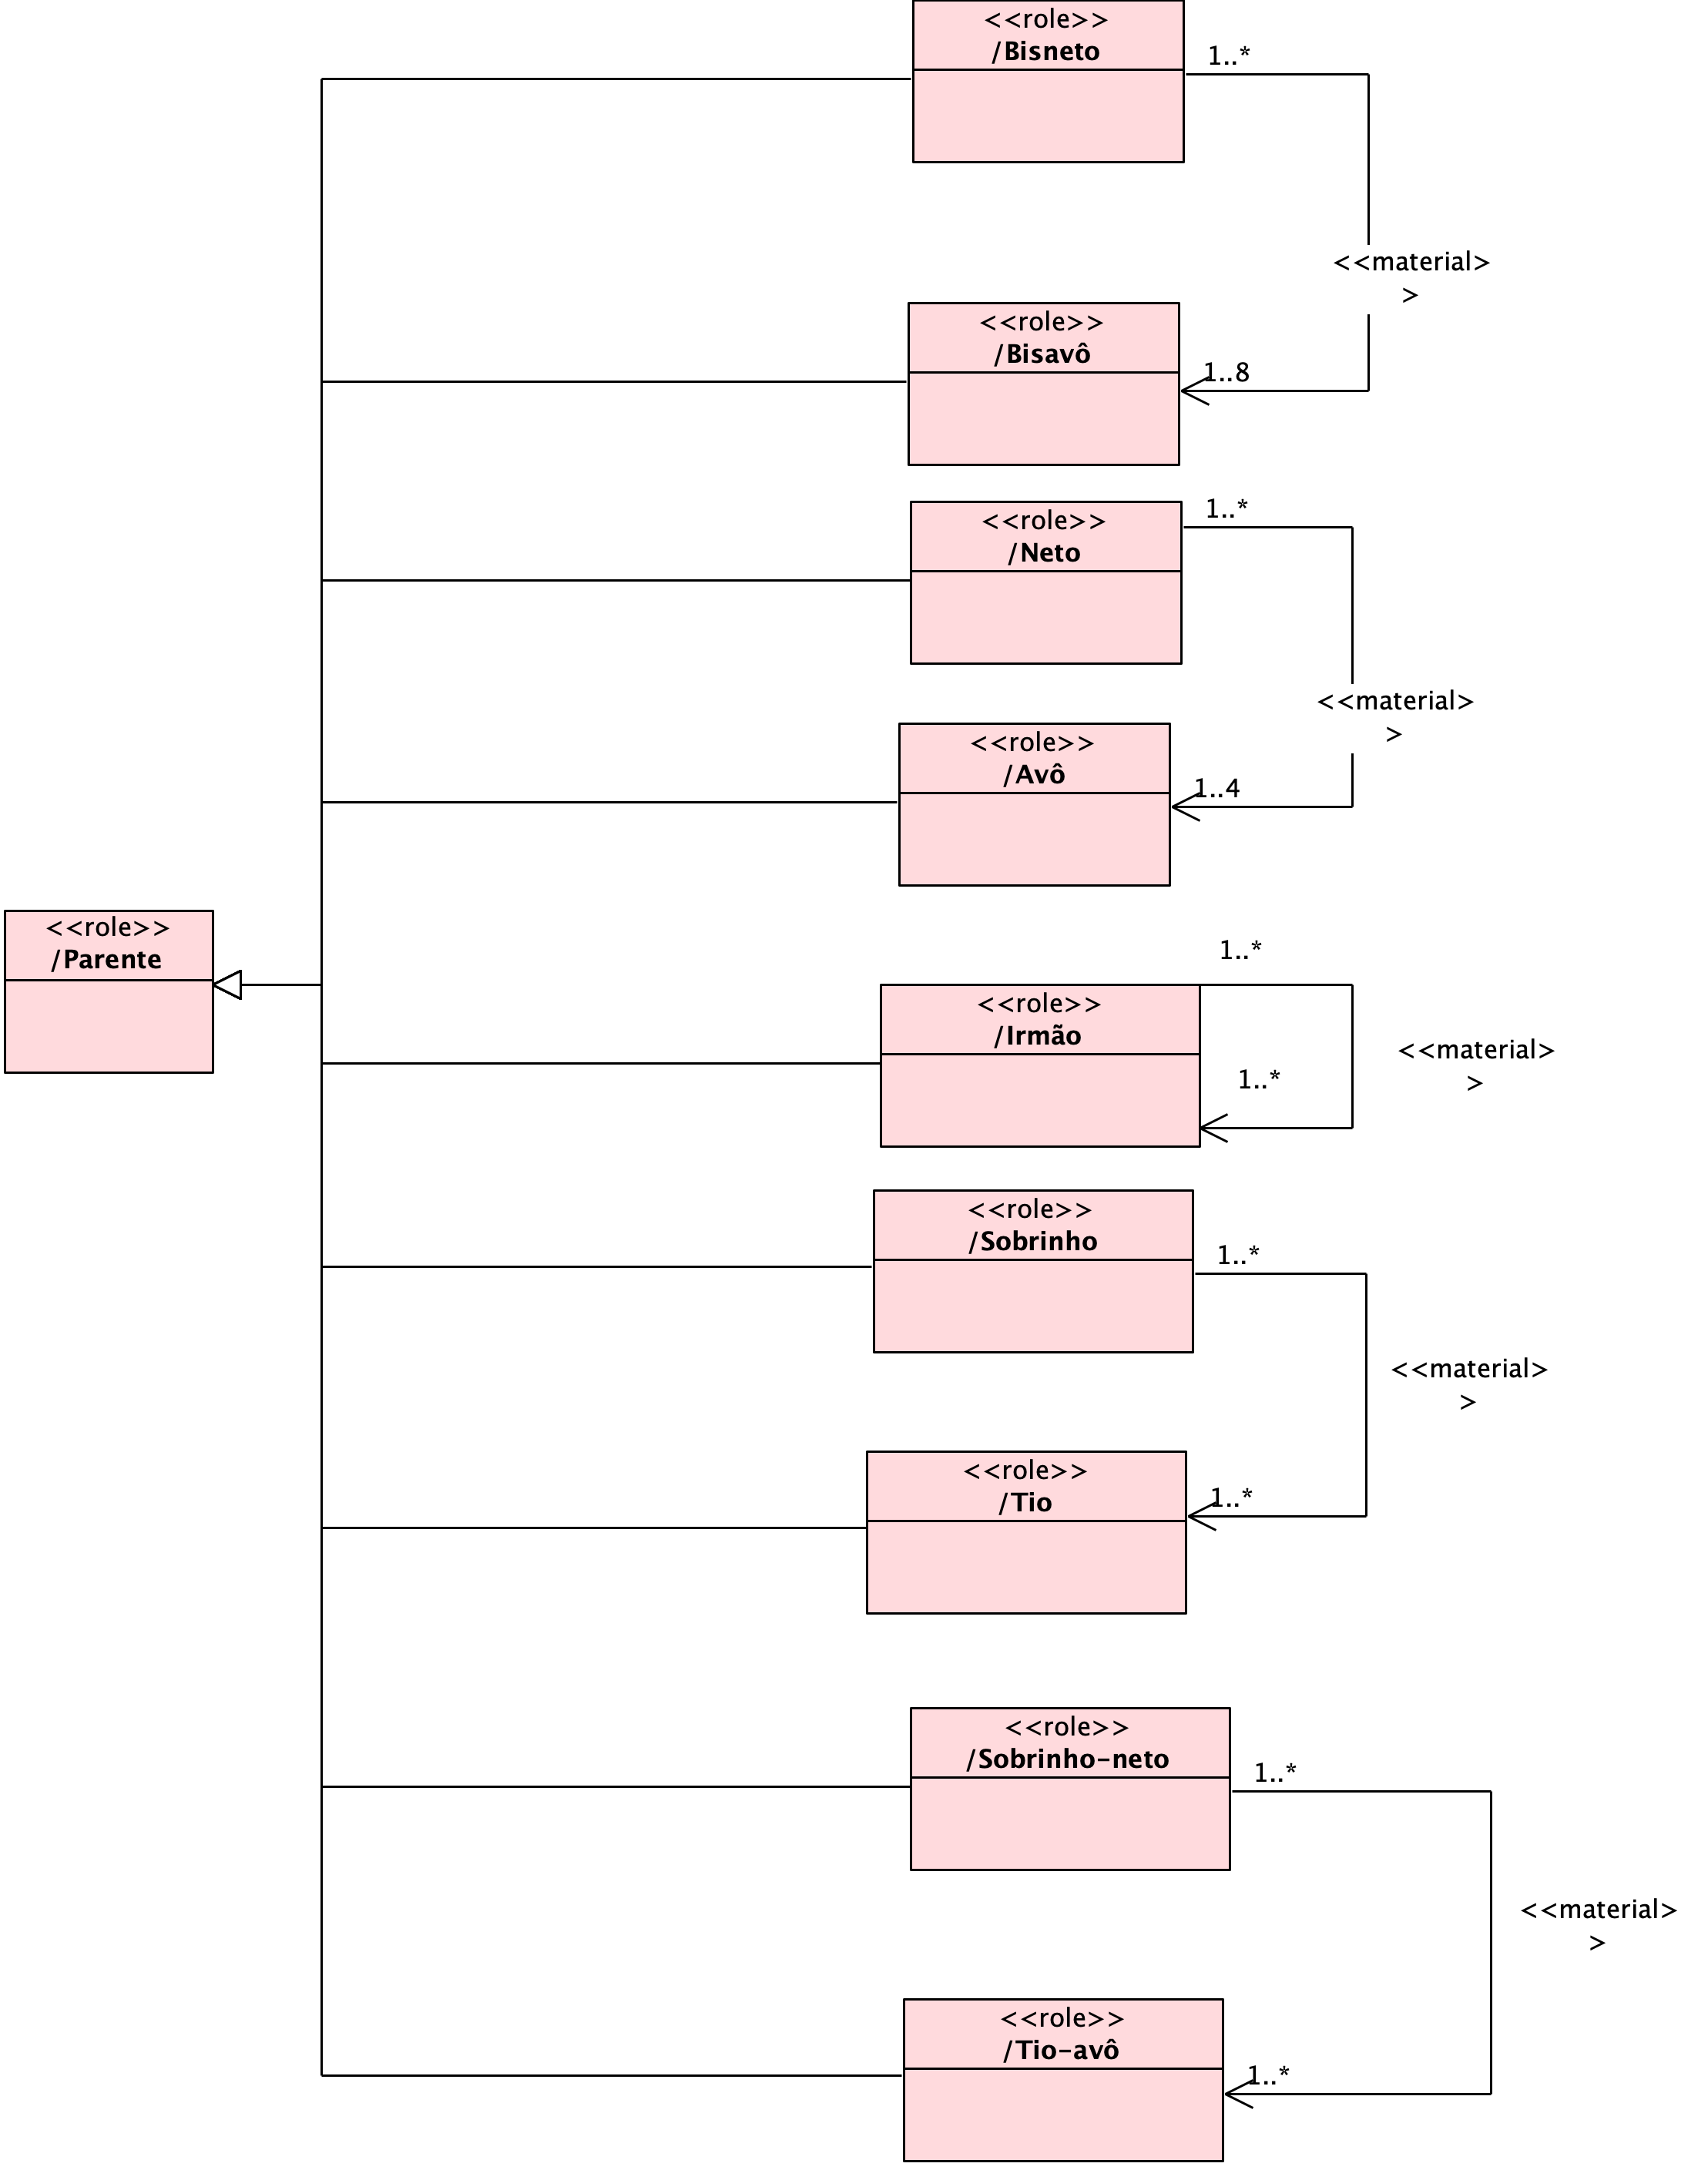 <<role>>
/Bisneto
1..*
<<material>
>
<<role>>
/Bisavô
1..8
<<role>>
/Neto
1..*
<<material>
>
<<role>>
/Avô
1..4
<<role>>
/Parente
1..*
<<role>>
/Irmão
1..*
<<material>
>
<<role>>
/Sobrinho
1..*
<<material>
>
<<role>>
/Tio
1..*
<<role>>
/Sobrinho-neto
1..*
<<material>
>
<<role>>
/Tio-avô
1..*